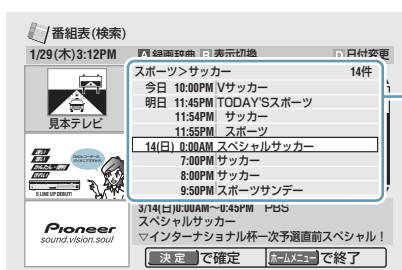 番組表(検索)
1/29(木)3:12PM
A 録画辞典 B 表示切換 D 日付変更
見本テレビ
スポーツ>サッカー 14件
今日 10:00PM Vサッカー
明日 11:45PM TODAY'Sスポーツ
11:54PM サッカー
11:55PM スポーツ
14(日) 0:00AM スペシャルサッカー
7:00PM サッカー
8:00PM サッカー
9:50PM スポーツサンデー
5 LINE UP DEBUT!
Pioneer
sound.vision.soul
3/14(日)0:00AM～0:45PM PBS
スペシャルサッカー
▽インターナショナル杯一次予選直前スペシャル！
決定 で確定 ホームメニュー で終了